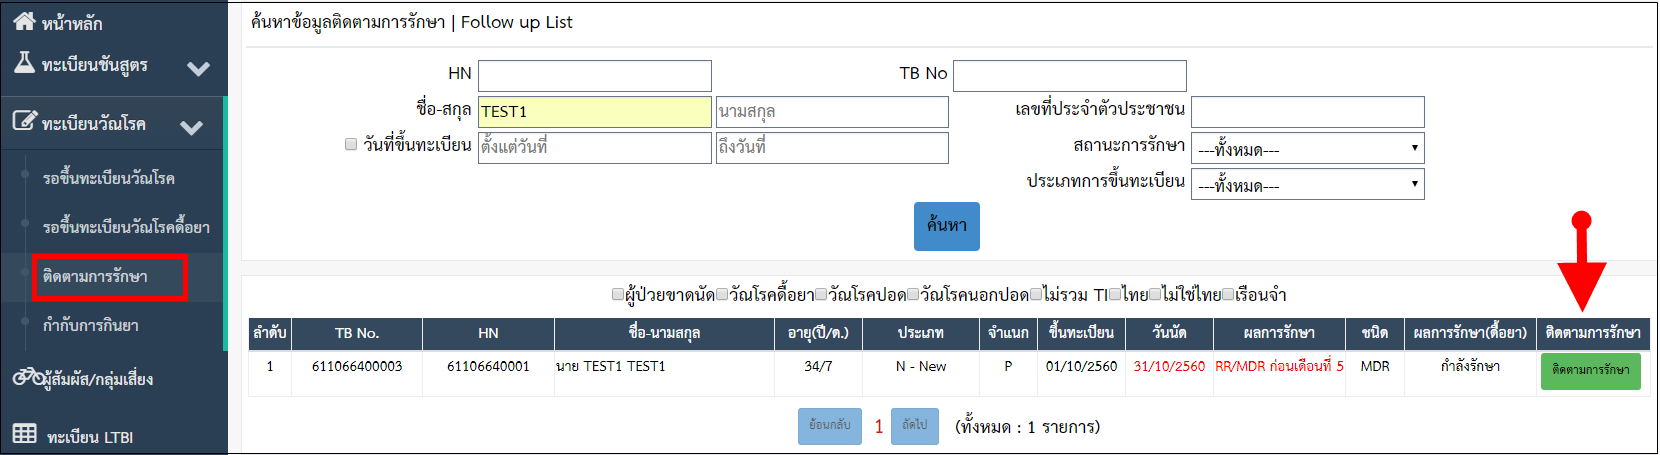 หน้าหลัก
ทะเบียนชันสูตร
ทะเบียนวัณโรค
รอขึ้นทะเบียนวัณโรค
รอขึ้นทะเบียนวัณโรคดื้อยา
ติดตามการรักษา
กำกับการกินยา
ผู้สัมผัส/กลุ่มเสี่ยง
ทะเบียน LTBI
ค้นหาข้อมูลติดตามการรักษา | Follow up List
HN TB No
ชื่อ-สกุล TEST1 นามสกุล เลขที่ประจำตัวประชาชน
วันที่ขึ้นทะเบียน ตั้งแต่วันที่ ถึงวันที่ สถานะการรักษา ---ทั้งหมด---
ประเภทการขึ้นทะเบียน ---ทั้งหมด---
ค้นหา
ผู้ป่วยขาดนัด วัณโรคดื้อยา วัณโรคปอด วัณโรคนอกปอด ไม่รวม TI ไทย ไม่ใช่ไทย เรือนจำ
ลำดับ TB No. HN ชื่อ-นามสกุล อายุ(ปี/ด.) ประเภท จำแนก ขึ้นทะเบียน วันนัด ผลการรักษา ชนิด ผลการรักษา(ดื้อยา) ติดตามการรักษา
1 611066400003 61106640001 นาย TEST1 TEST1 34/7 N - New P 01/10/2560 31/10/2560 RR/MDR ก่อนเดือนที่ 5 MDR กำลังรักษา ติดตามการรักษา
ย้อนกลับ 1 ถัดไป (ทั้งหมด : 1 รายการ)